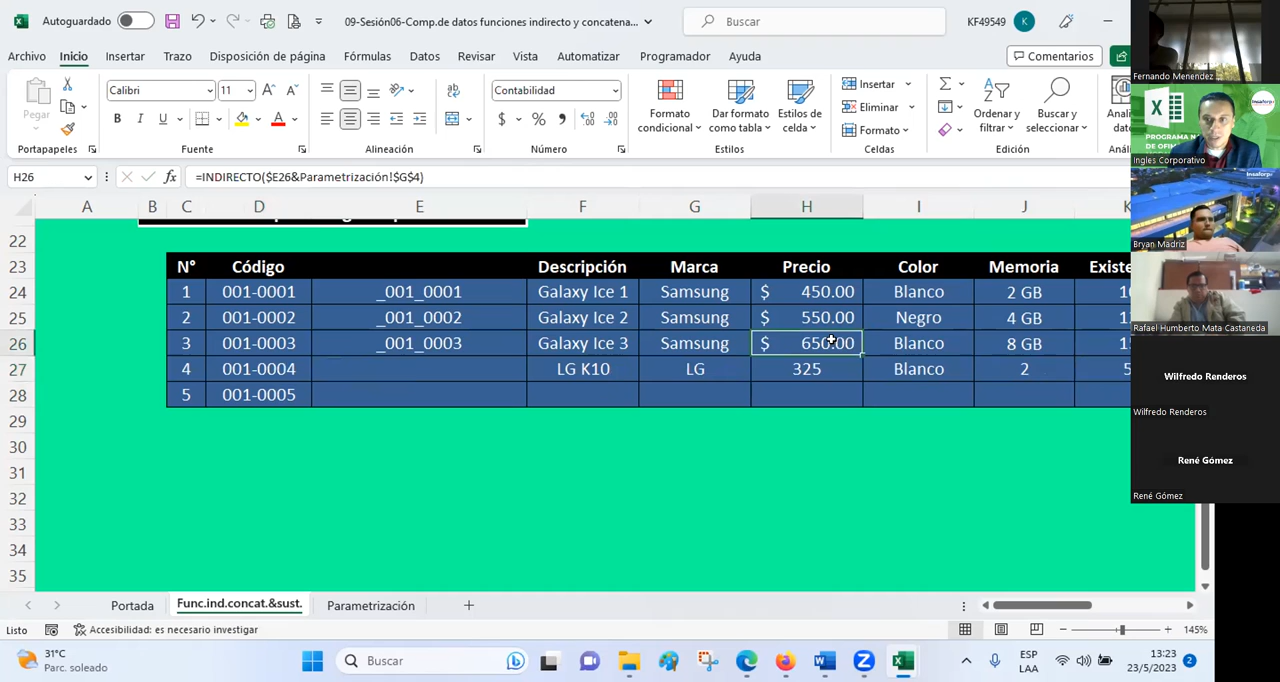 Autoguardado
09-Sesión06-Comp.de datos funciones indirecto y concatena...
Buscar
KF49549
K
Archivo Inicio Insertar Trazo Disposición de página Fórmulas Datos Revisar Vista Automatizar Programador Ayuda
Comentarios
Pegar
Portapapeles
Calibri 11
N K S
Fuente
Alineación
Contabilidad
$ % 000
Número
Formato condicional
Dar formato como tabla
Estilos de celda
Estilos
Insertar
Eliminar
Formato
Celdas
Ordenar y filtrar
Buscar y seleccionar
Edición
H26
fx =INDIRECTO($E26&Parametrización!$G$4)
A B C D E F G H I J K
22
23 N° Código Descripción Marca Precio Color Memoria
24 1 001-0001 _001_0001 Galaxy Ice 1 Samsung $ 450.00 Blanco 2 GB
25 2 001-0002 _001_0002 Galaxy Ice 2 Samsung $ 550.00 Negro 4 GB
26 3 001-0003 _001_0003 Galaxy Ice 3 Samsung $ 650.00 Blanco 8 GB
27 4 001-0004 LG K10 LG 325 Blanco 2
28 5 001-0005
29
30
31
32
33
34
35
Portada Func.ind.concat.&sust. Parametrización
Listo
Accesibilidad: es necesario investigar
145%
31°C
Parc. soleado
Buscar
ESP
LAA
13:23
23/5/2023
2
Fernando Menendez
Insaforp
PROGRAMA N
DE OFIM
Ingles Corporativo
Insaforp
Bryan Madriz
Rafael Humberto Mata Castaneda
Wilfredo Renderos
Wilfredo Renderos
René Gómez
René Gómez